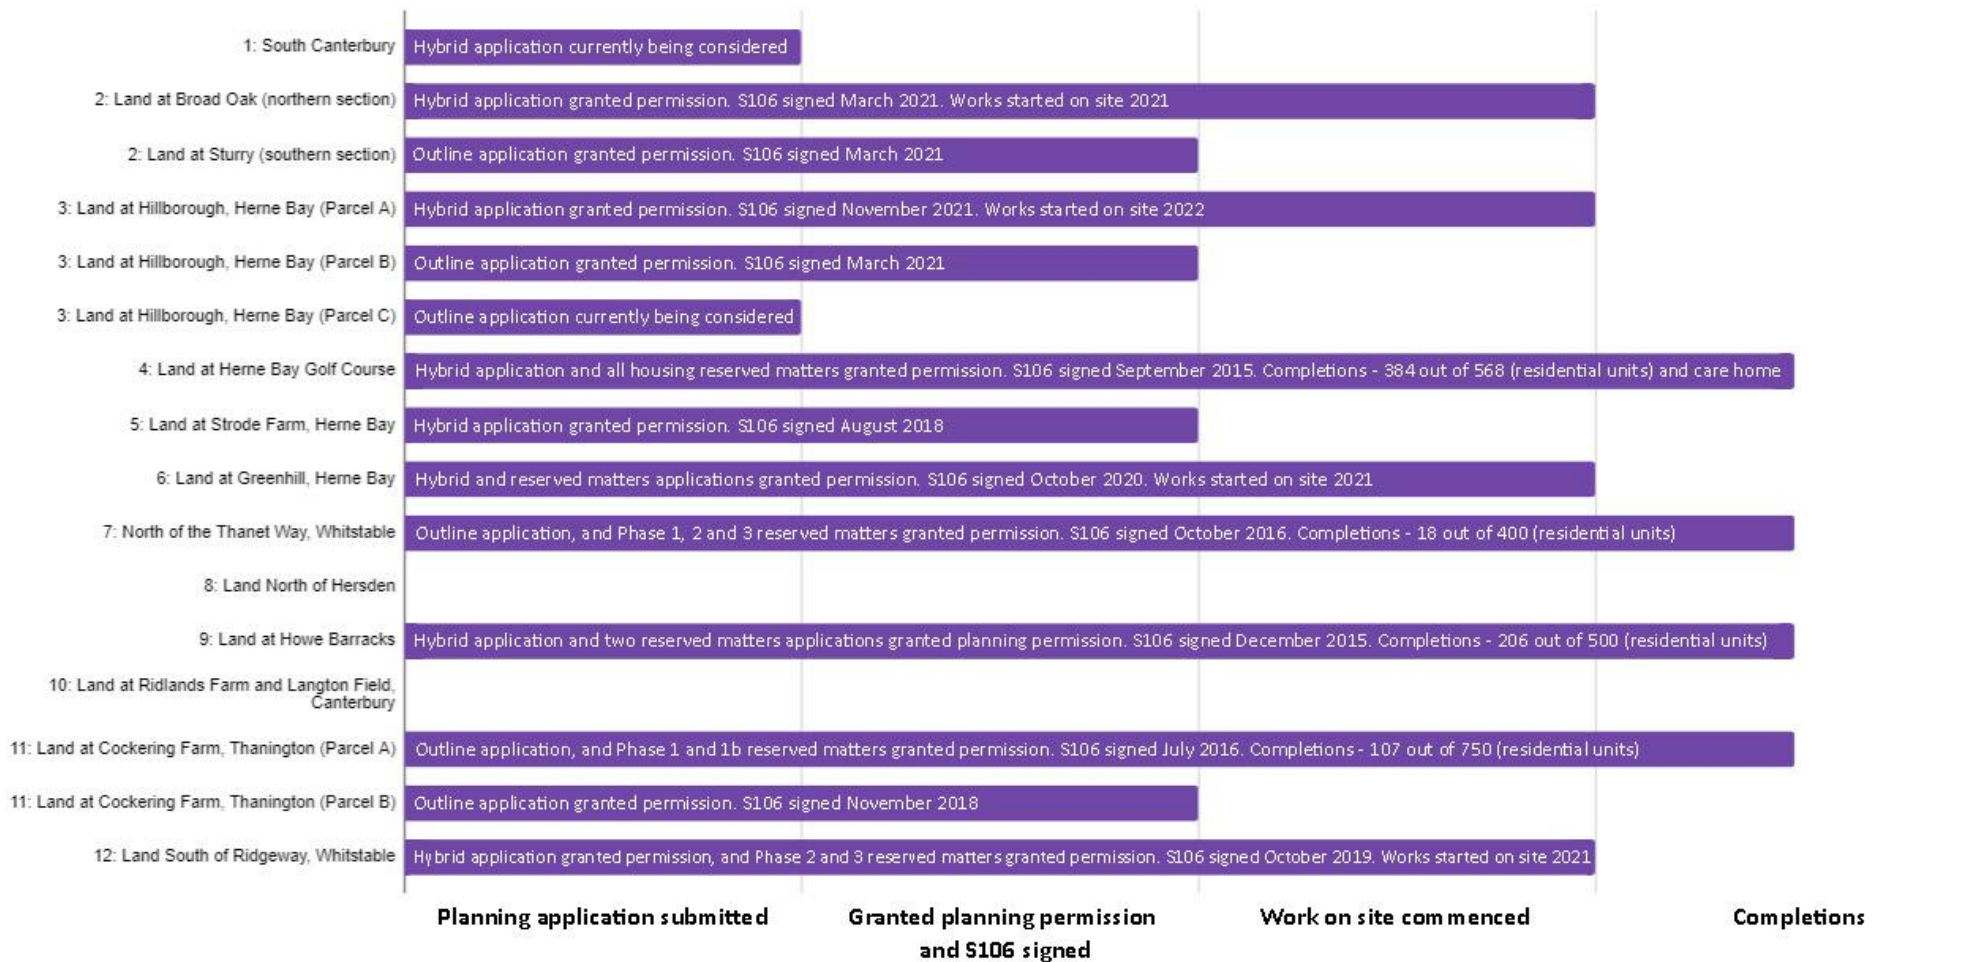 1: South Canterbury
Hybrid application currently being considered
2: Land at Broad Oak (northern section)
Hybrid application granted permission. S106 signed March 2021. Works started on site 2021
2: Land at Sturry (southern section)
Outline application granted permission. S106 signed March 2021
3: Land at Hillborough, Herne Bay (Parcel A)
Hybrid application granted permission. S106 signed November 2021. Works started on site 2022
3: Land at Hillborough, Herne Bay (Parcel B)
Outline application granted permission. S106 signed March 2021
3: Land at Hillborough, Herne Bay (Parcel C)
Outline application currently being considered
4: Land at Herne Bay Golf Course
Hybrid application and all housing reserved matters granted permission. S106 signed September 2015. Completions - 384 out of 568 (residential units) and care home
5: Land at Strode Farm, Herne Bay
Hybrid application granted permission. S106 signed August 2018
6: Land at Greenhill, Herne Bay
Hybrid and reserved matters applications granted permission. S106 signed October 2020. Works started on site 2021
7: North of the Thanet Way, Whitstable
Outline application, and Phase 1, 2 and 3 reserved matters granted permission. S106 signed October 2016. Completions - 18 out of 400 (residential units)
8: Land North of Hersden
9: Land at Howe Barracks
Hybrid application and two reserved matters applications granted planning permission. S106 signed December 2015. Completions - 206 out of 500 (residential units)
10: Land at Ridlands Farm and Langton Field,
Canterbury
11: Land at Cockering Farm, Thanington (Parcel A)
Outline application, and Phase 1 and 1b reserved matters granted permission. S106 signed July 2016. Completions - 107 out of 750 (residential units)
11: Land at Cockering Farm, Thanington (Parcel B)
Outline application granted permission. S106 signed November 2018
12: Land South of Ridgeway, Whitstable
Hybrid application granted permission, and Phase 2 and 3 reserved matters granted permission. S106 signed October 2019. Works started on site 2021
Planning application submitted
Granted planning permission
and S106 signed
Work on site commenced
Completions